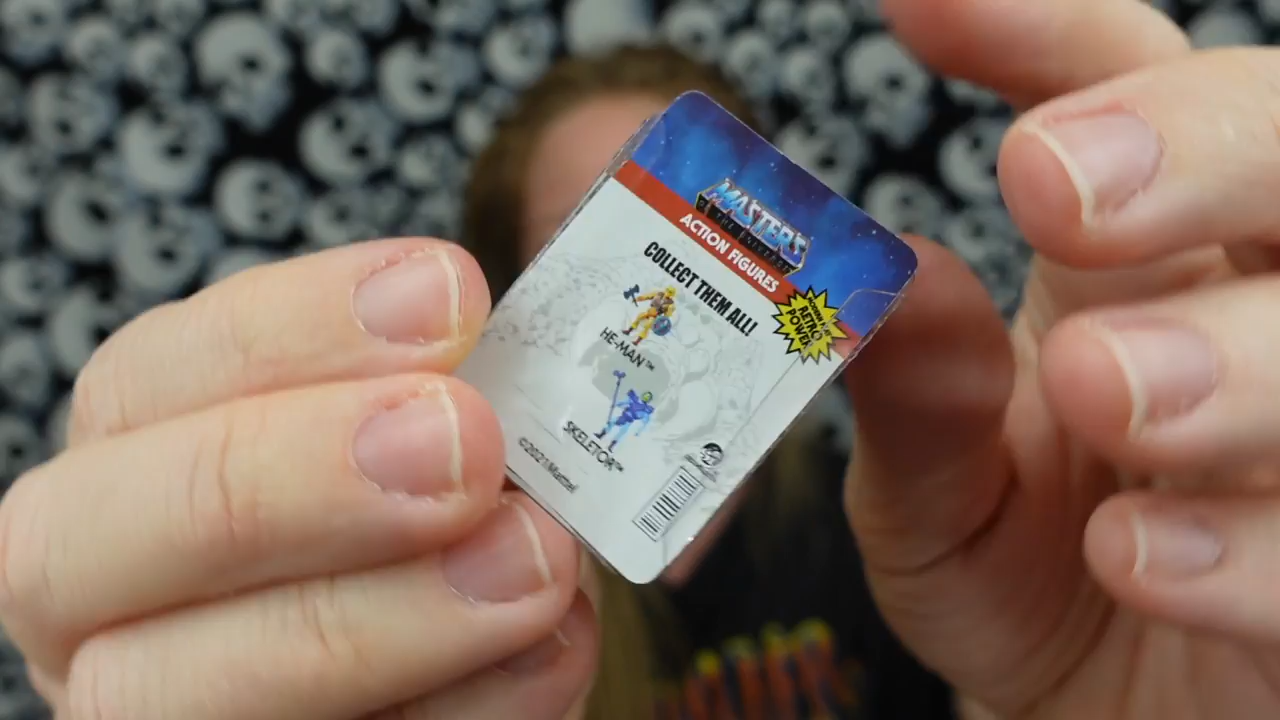 MASTERS
OF THE UNIVERSE
ACTION FIGURES
COLLECT THEM ALL!
RETRO
POWER
HE-MAN™
SKELETOR™
©2021 Mattel